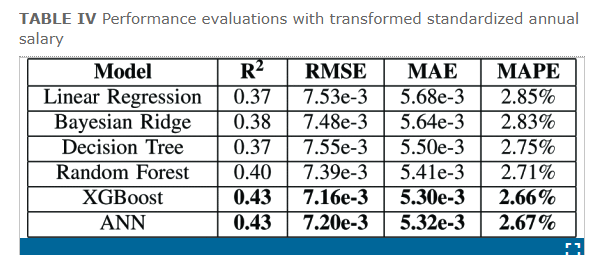 TABLE IV Performance evaluations with transformed standardized annual
salary
Model R² RMSE MAE MAPE
Linear Regression 0.37 7.53e-3 5.68e-3 2.85%
Bayesian Ridge 0.38 7.48e-3 5.64e-3 2.83%
Decision Tree 0.37 7.55e-3 5.50e-3 2.75%
Random Forest 0.40 7.39e-3 5.41e-3 2.71%
XGBoost 0.43 7.16e-3 5.30e-3 2.66%
ANN 0.43 7.20e-3 5.32e-3 2.67%